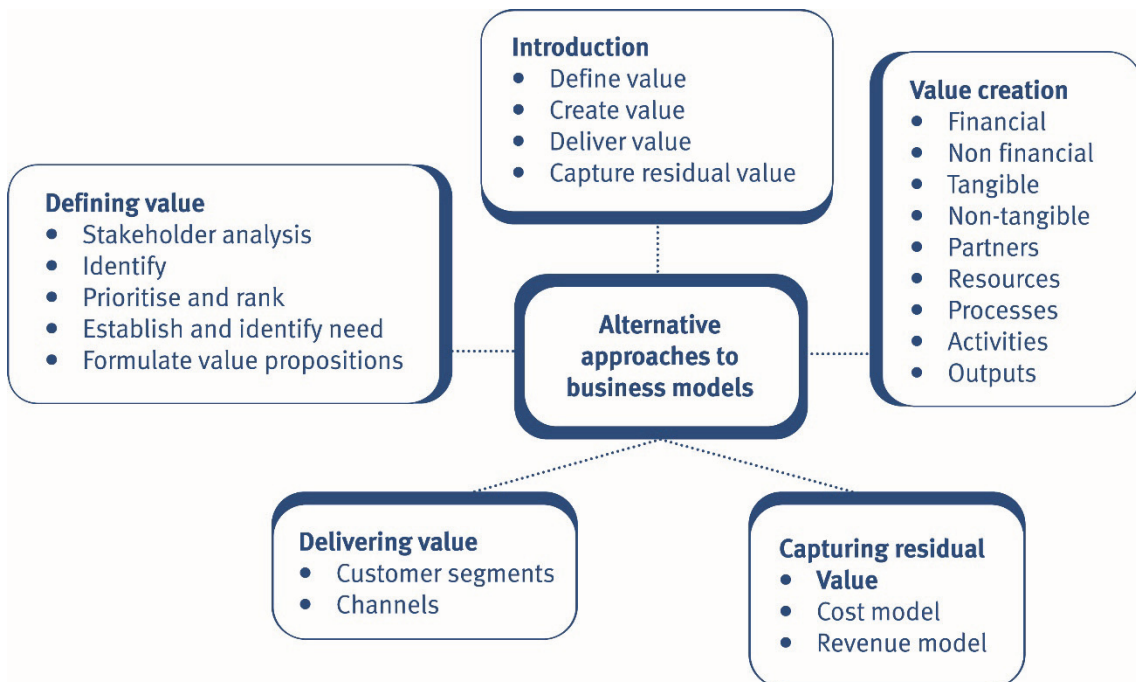 Introduction
• Define value
• Create value
• Deliver value
• Capture residual value
Value creation
• Financial
• Non financial
• Tangible
• Non-tangible
• Partners
• Resources
• Processes
• Activities
• Outputs
Defining value
• Stakeholder analysis
• Identify
• Prioritise and rank
• Establish and identify need
• Formulate value propositions
Alternative
approaches to
business models
Delivering value
• Customer segments
• Channels
Capturing residual
• Value
• Cost model
• Revenue model